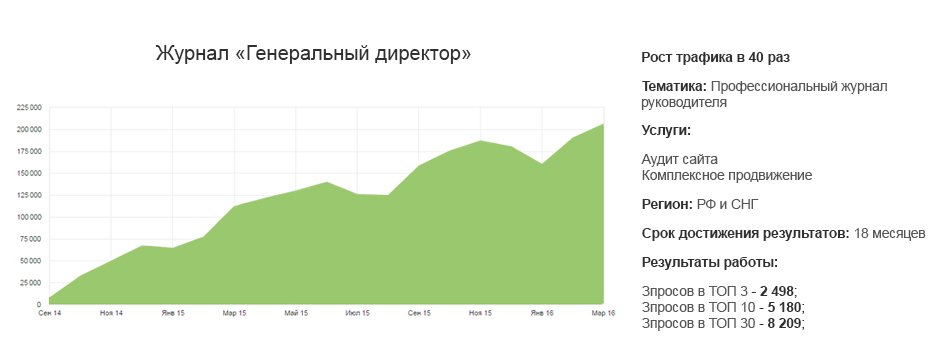 Журнал «Генеральный директор»
225 000
200 000
175 000
150 000
125 000
100 000
75 000
50 000
25 000
0
Сен 14
Ноя 14
Янв 15
Мар 15
Май 15
Июл 15
Сен 15
Ноя 15
Янв 16
Мар 16
Рост трафика в 40 раз
Тематика: Профессиональный журнал
руководителя
Услуги:
Аудит сайта
Комплексное продвижение
Регион: РФ и СНГ
Срок достижения результатов: 18 месяцев
Результаты работы:
Зпросов в ТОП 3 - 2 498;
Зпросов в ТОП 10 - 5 180;
Зпросов в ТОП 30 - 8 209;